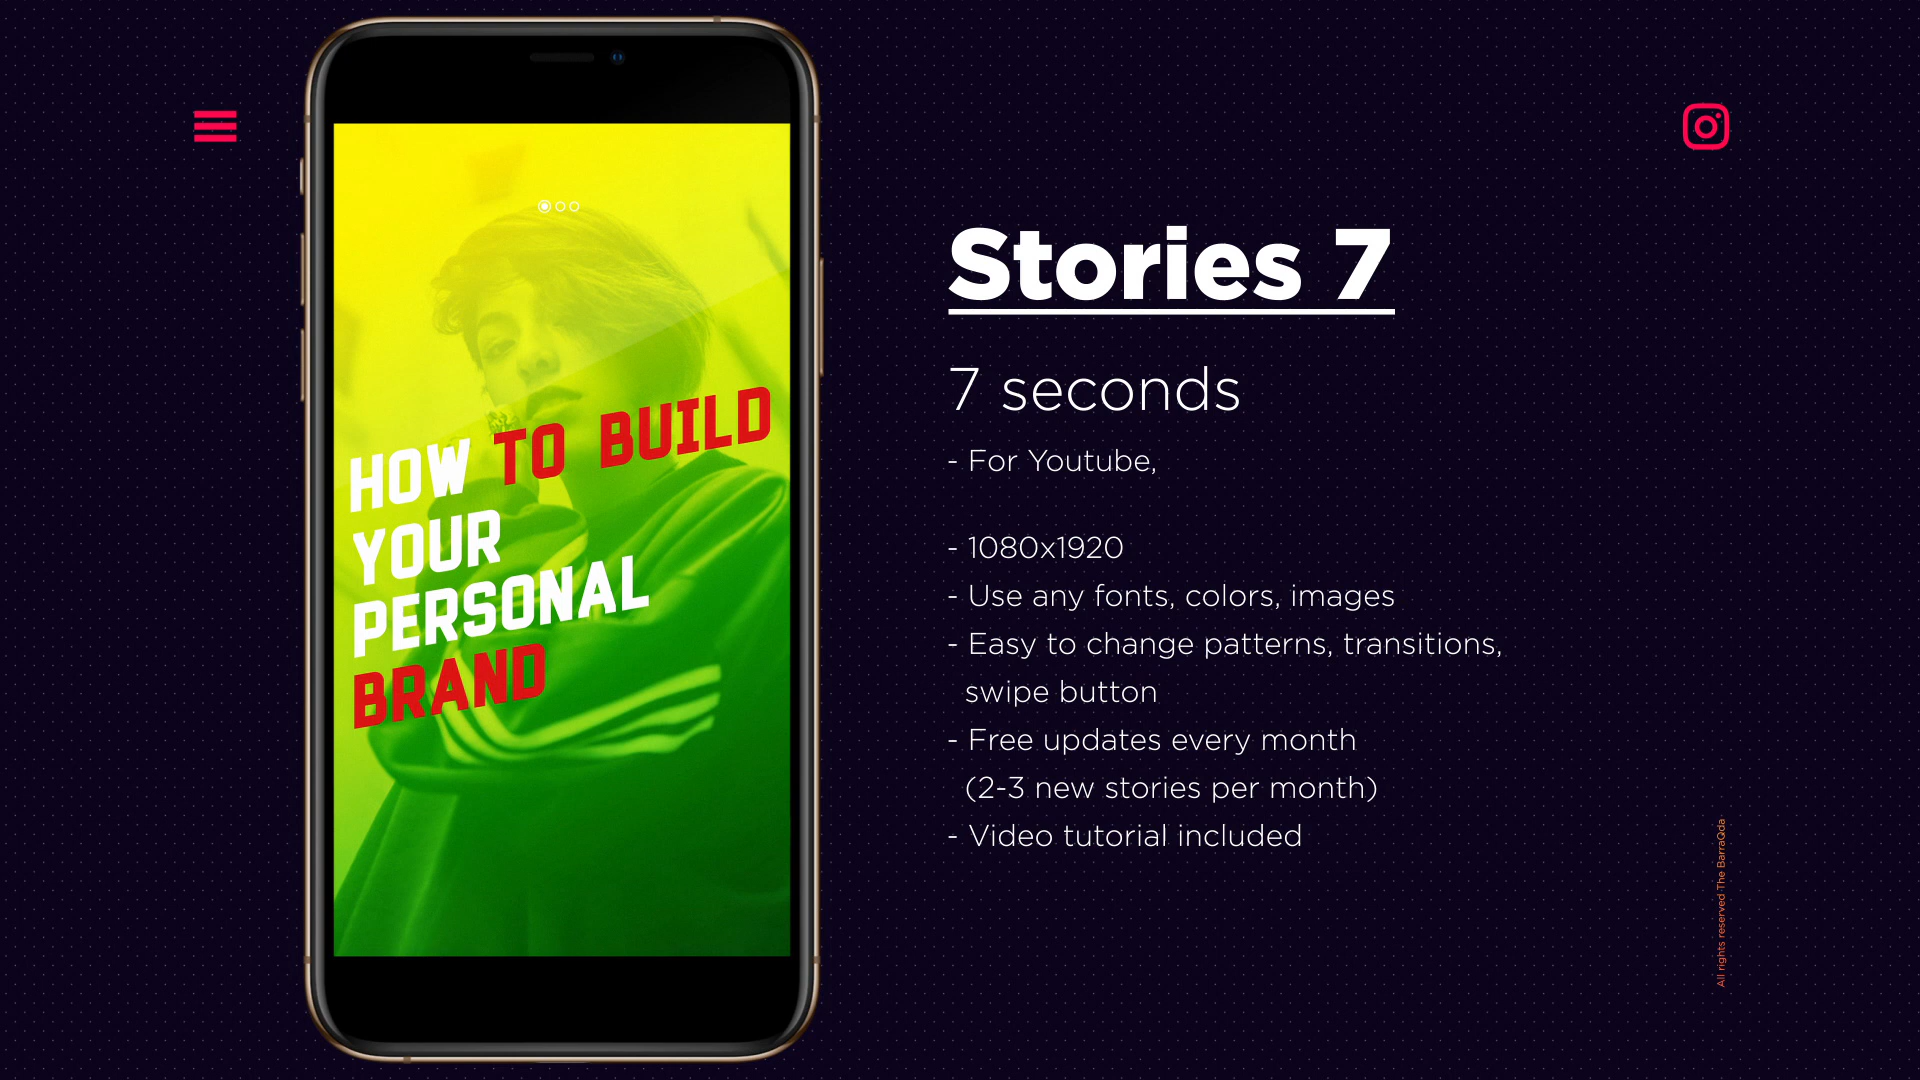 HOW TO BUILD
YOUR
PERSONAL
BRAND
Stories 7
7 seconds
- For Youtube,
- 1080x1920
- Use any fonts, colors, images
- Easy to change patterns, transitions,
swipe button
- Free updates every month
(2-3 new stories per month)
- Video tutorial included
All rights reserved The BarraQda